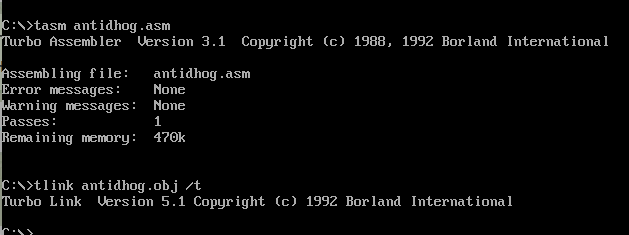 C:\>tasm antidhog.asm
Turbo Assembler  Version 3.1  Copyright (c) 1988, 1992 Borland International
Assembling file:   antidhog.asm
Error messages:    None
Warning messages:  None
Passes:            1
Remaining memory:  470k
C:\>tlink antidhog.obj /t
Turbo Link  Version 5.1 Copyright (c) 1992 Borland International
C:\>